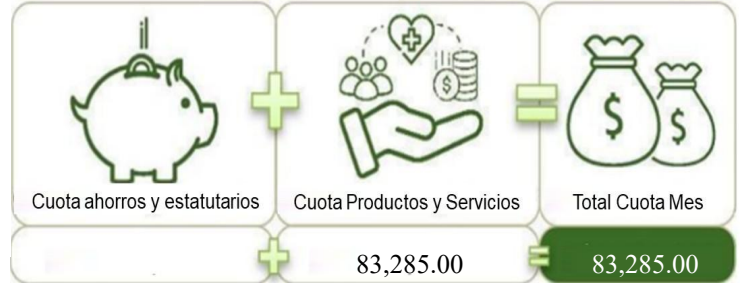 Cuota ahorros y estatutarios
Cuota Productos y Servicios
Total Cuota Mes
83,285.00
83,285.00